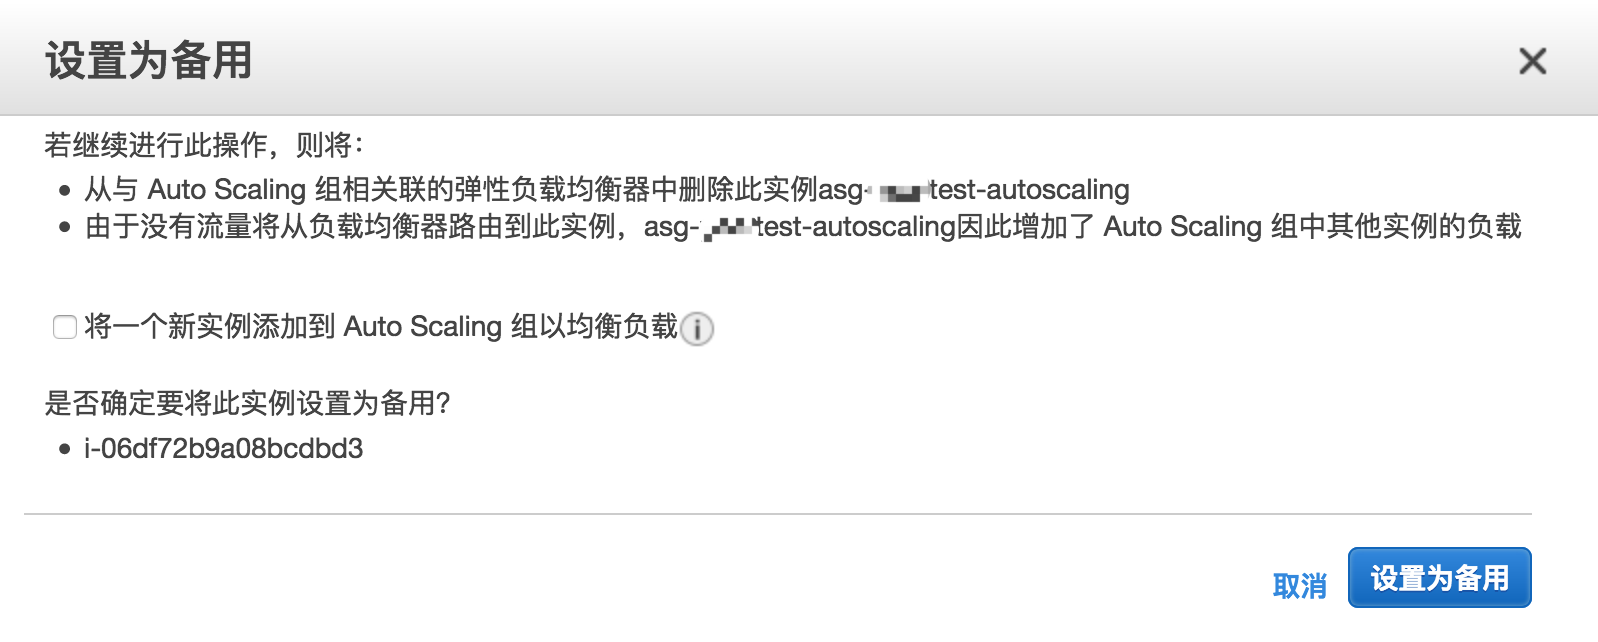 设置为备用
若继续进行此操作，则将：
从与 Auto Scaling 组相关联的弹性负载均衡器中删除此实例asg- test-autoscaling
由于没有流量将从负载均衡器路由到此实例，asg- test-autoscaling因此增加了 Auto Scaling 组中其他实例的负载
将一个新实例添加到 Auto Scaling 组以均衡负载
是否确定要将此实例设置为备用？
i-06df72b9a08bcdbd3
取消 设置为备用